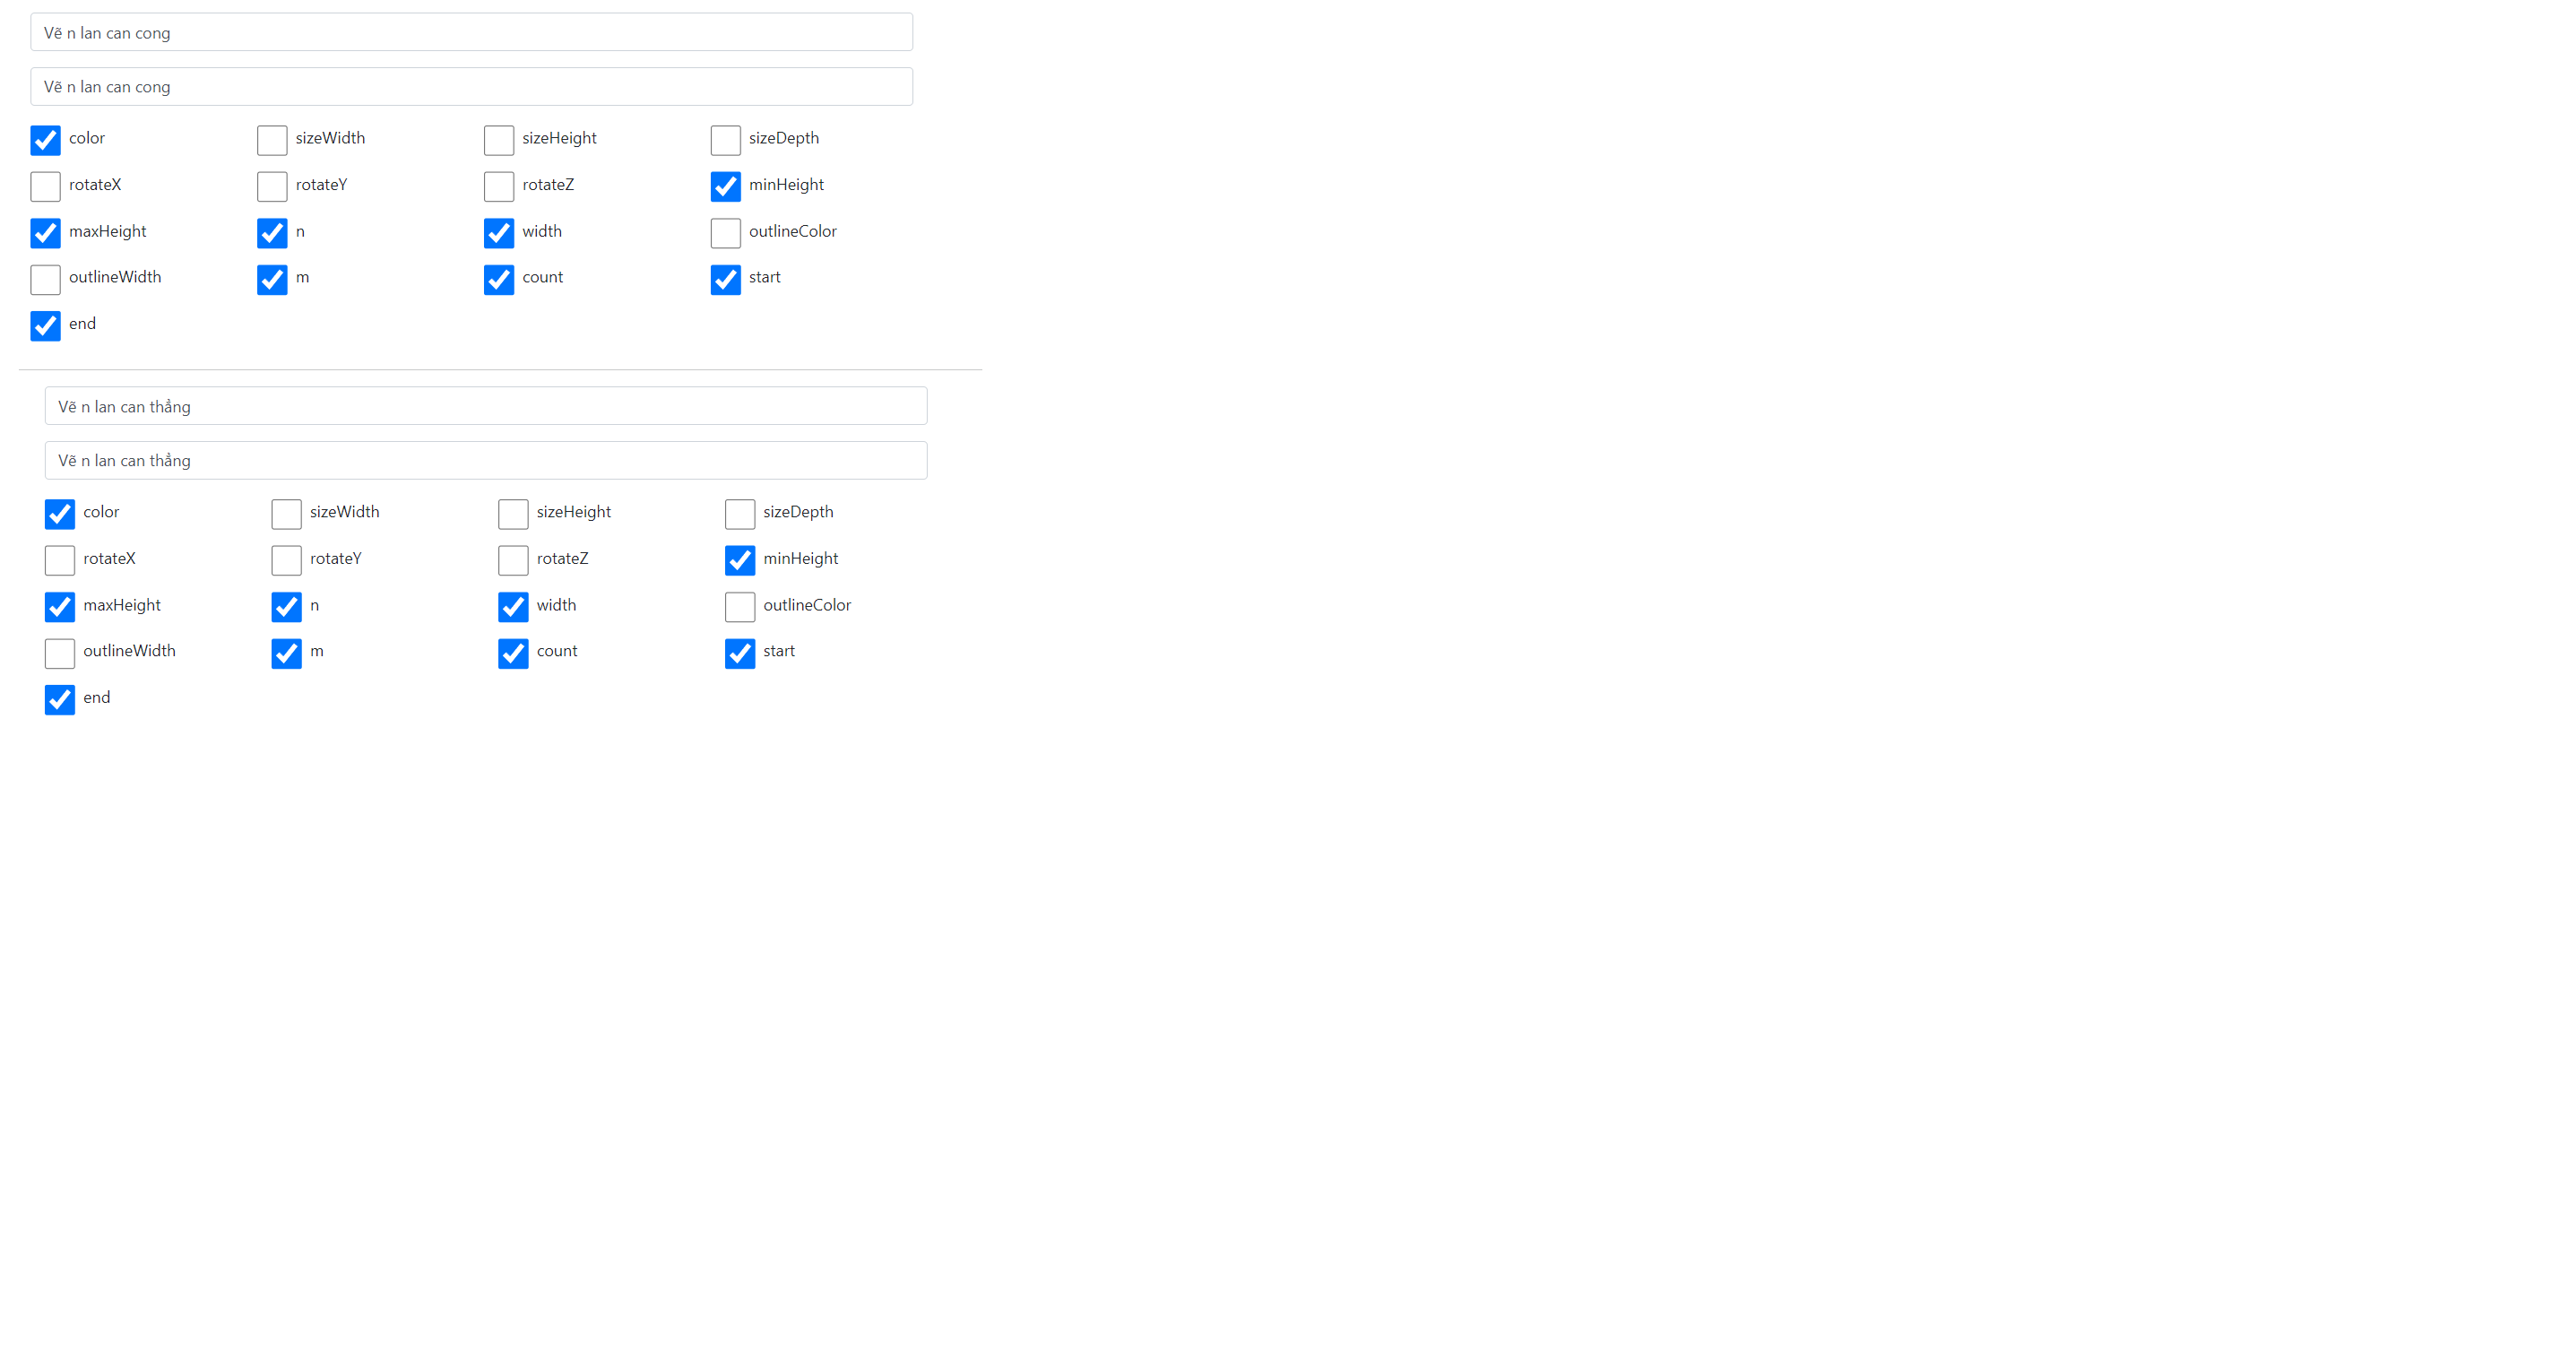 Vẽ n lan can cong
Vẽ n lan can cong
color sizeWidth sizeHeight sizeDepth
rotateX rotateY rotateZ minHeight
maxHeight n width outlineColor
outlineWidth m count start
end
Vẽ n lan can thẳng
Vẽ n lan can thẳng
color sizeWidth sizeHeight sizeDepth
rotateX rotateY rotateZ minHeight
maxHeight n width outlineColor
outlineWidth m count start
end